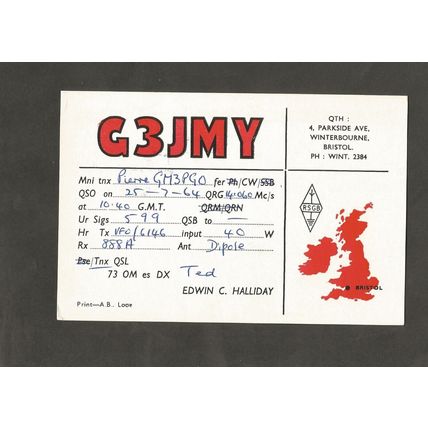 G3JMY
Mni tnx Pierre GM3PGO fer Ph/CW/SSB
QSO on 25-7-64 QRG 14.060 Mc/s
at 10.40 G.M.T. QRM/QRN
Ur Sigs 599 QSB to —
Hr Tx VFO/6146 input 40 W
Rx 888A Ant Dipole
Pse/Tnx QSL
73 OM es DX Ted
EDWIN C. HALLIDAY
Print—A.B.
QTH :
4, PARKSIDE AVE,
WINTERBOURNE,
BRISTOL.
PH : WINT. 2384
RSGB
BRISTOL